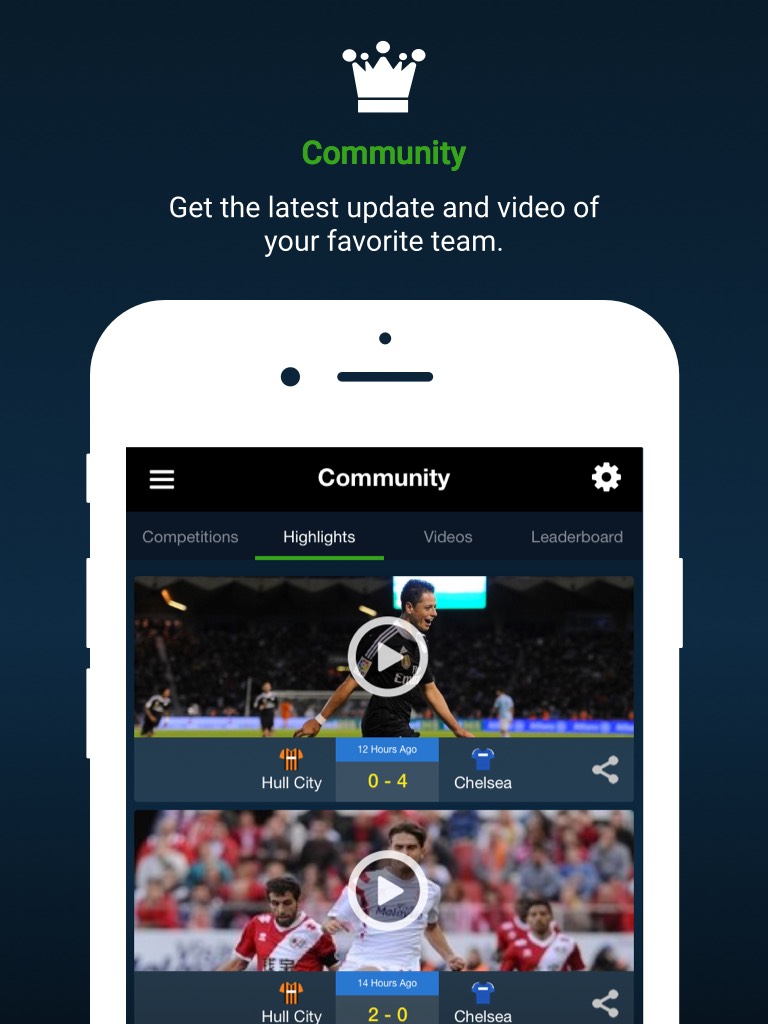 Community
Get the latest update and video of
your favorite team.
Community
Competitions
Highlights
Videos
Leaderboard
12 Hours Ago
Hull City
0 - 4
Chelsea
14 Hours Ago
Hull City
2 - 0
Chelsea